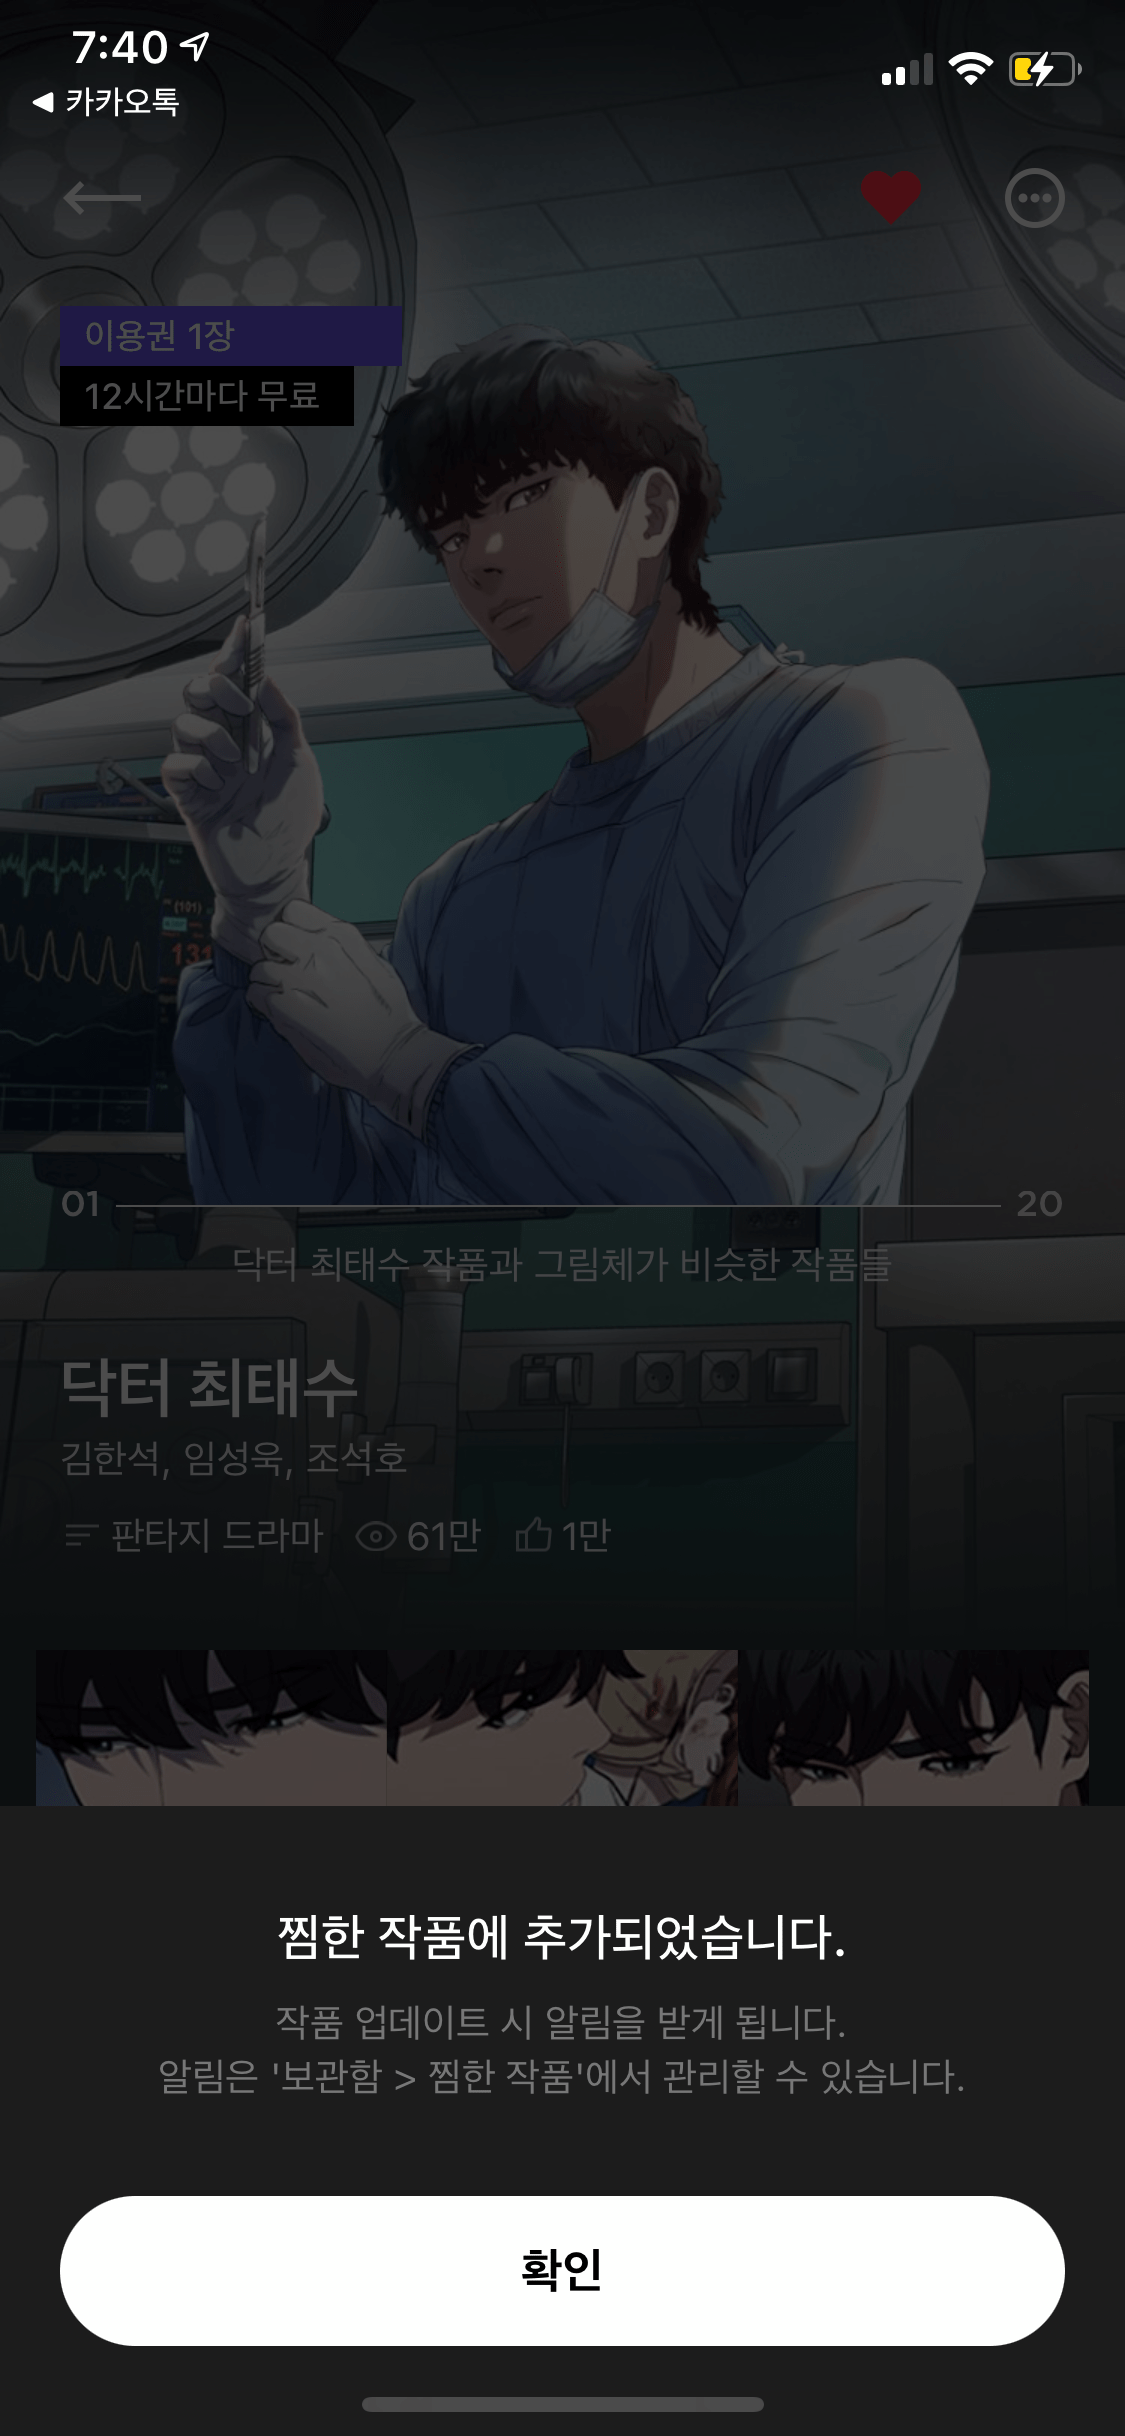 7:40
카카오톡
이용권 1장
12시간마다 무료
(101)
131
01
20
닥터 최태수 작품과 그림체가 비슷한 작품들
닥터 최태수
김한석, 임성욱, 조석호
판타지 드라마 61만 1만
찜한 작품에 추가되었습니다.
작품 업데이트 시 알림을 받게 됩니다.
알림은 '보관함 > 찜한 작품'에서 관리할 수 있습니다.
확인